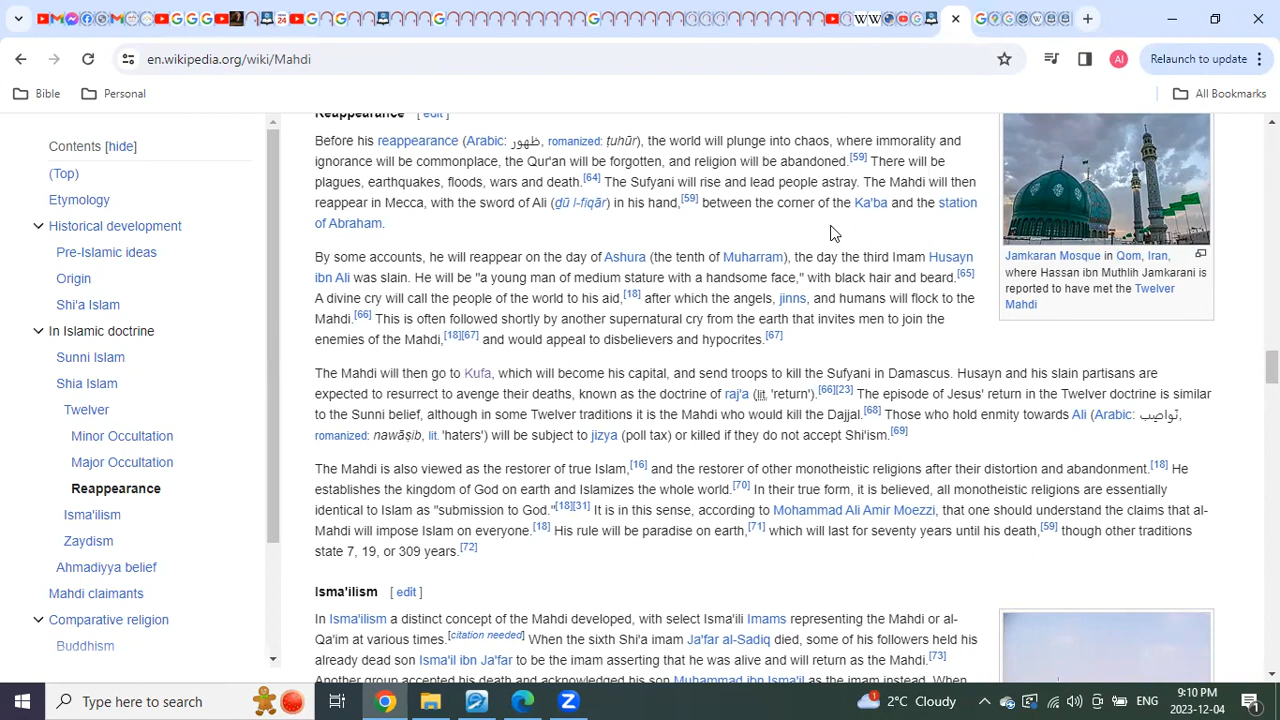 24
AI
en.wikipedia.org/wiki/Mahdi
Relaunch to update
Bible
Personal
All Bookmarks
Contents [hide]
(Top)
Etymology
Historical development
Pre-Islamic ideas
Origin
Shi'a Islam
In Islamic doctrine
Sunni Islam
Shia Islam
Twelver
Minor Occultation
Major Occultation
Reappearance
Isma'ilism
Zaydism
Ahmadiyya belief
Mahdi claimants
Comparative religion
Buddhism
Reappearance [ edit ]
Before his reappearance (Arabic: ظهور, romanized: ṭuhūr), the world will plunge into chaos, where immorality and
ignorance will be commonplace, the Qur'an will be forgotten, and religion will be abandoned.[59] There will be
plagues, earthquakes, floods, wars and death.[64] The Sufyani will rise and lead people astray. The Mahdi will then
reappear in Mecca, with the sword of Ali (ḏū l-fiqār) in his hand,[59] between the corner of the Ka'ba and the station
of Abraham.
By some accounts, he will reappear on the day of Ashura (the tenth of Muharram), the day the third Imam Husayn
ibn Ali was slain. He will be "a young man of medium stature with a handsome face," with black hair and beard.[65]
A divine cry will call the people of the world to his aid,[18] after which the angels, jinns, and humans will flock to the
Mahdi.[66] This is often followed shortly by another supernatural cry from the earth that invites men to join the
enemies of the Mahdi,[18][67] and would appeal to disbelievers and hypocrites.[67]
The Mahdi will then go to Kufa, which will become his capital, and send troops to kill the Sufyani in Damascus. Husayn and his slain partisans are
expected to resurrect to avenge their deaths, known as the doctrine of raj'a (lit. 'return').[66][23] The episode of Jesus' return in the Twelver doctrine is similar
to the Sunni belief, although in some Twelver traditions it is the Mahdi who would kill the Dajjal.[68] Those who hold enmity towards Ali (Arabic: نَواصِب,
romanized: nawāṣib, lit. 'haters') will be subject to jizya (poll tax) or killed if they do not accept Shi'ism.[69]
The Mahdi is also viewed as the restorer of true Islam,[16] and the restorer of other monotheistic religions after their distortion and abandonment.[18] He
establishes the kingdom of God on earth and Islamizes the whole world.[70] In their true form, it is believed, all monotheistic religions are essentially
identical to Islam as "submission to God."[18][31] It is in this sense, according to Mohammad Ali Amir Moezzi, that one should understand the claims that al-
Mahdi will impose Islam on everyone.[18] His rule will be paradise on earth,[71] which will last for seventy years until his death,[59] though other traditions
state 7, 19, or 309 years.[72]
Isma'ilism [ edit ]
In Isma'ilism a distinct concept of the Mahdi developed, with select Isma'ili Imams representing the Mahdi or al-
Qa'im at various times.[citation needed] When the sixth Shi'a imam Ja'far al-Sadiq died, some of his followers held his
already dead son Isma'il ibn Ja'far to be the imam asserting that he was alive and will return as the Mahdi.[73]
Another group accepted his death and acknowledged his son Muhammad ibn Isma'il as the imam instead. When
Jamkaran Mosque in Qom, Iran,
where Hassan ibn Muthlih Jamkarani is
reported to have met the Twelver
Mahdi
Type here to search
1
2°C Cloudy
ENG
9:10 PM
2023-12-04
1